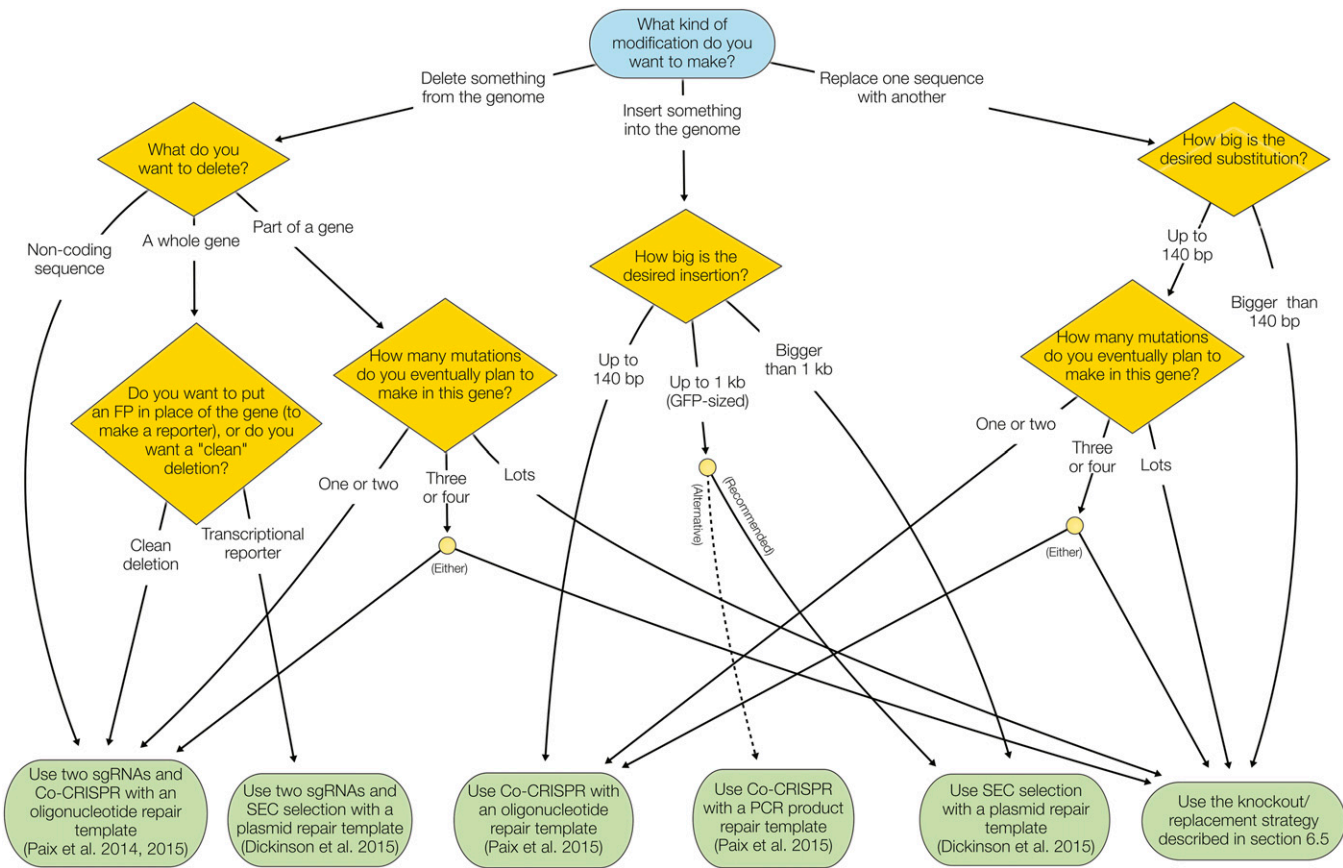 What kind of
modification do you
want to make?
Delete something
from the genome
Insert something
into the genome
Replace one sequence
with another
What do you
want to delete?
How big is the
desired substitution?
Non-coding
sequence
A whole gene
Part of a gene
How big is the
desired insertion?
Up to
140 bp
Bigger than
140 bp
Do you want to put
an FP in place of the gene (to
make a reporter), or do you
want a "clean"
deletion?
How many mutations
do you eventually plan to
make in this gene?
Up to
140 bp
Up to 1 kb
(GFP-sized)
Bigger
than 1 kb
How many mutations
do you eventually plan to
make in this gene?
Clean
deletion
Transcriptional
reporter
One or two
Three
or four
Lots
(Either)
(Alternative)
(Recommended)
One or two
Three
or four
Lots
(Either)
Use two sgRNAs and
Co-CRISPR with an
oligonucleotide repair
template
(Paix et al. 2014, 2015)
Use two sgRNAs and
SEC selection with a
plasmid repair template
(Dickinson et al. 2015)
Use Co-CRISPR with
an oligonucleotide
repair template
(Paix et al. 2015)
Use Co-CRISPR
with a PCR product
repair template
(Paix et al. 2015)
Use SEC selection
with a plasmid repair
template
(Dickinson et al. 2015)
Use the knockout/
replacement strategy
described in section 6.5